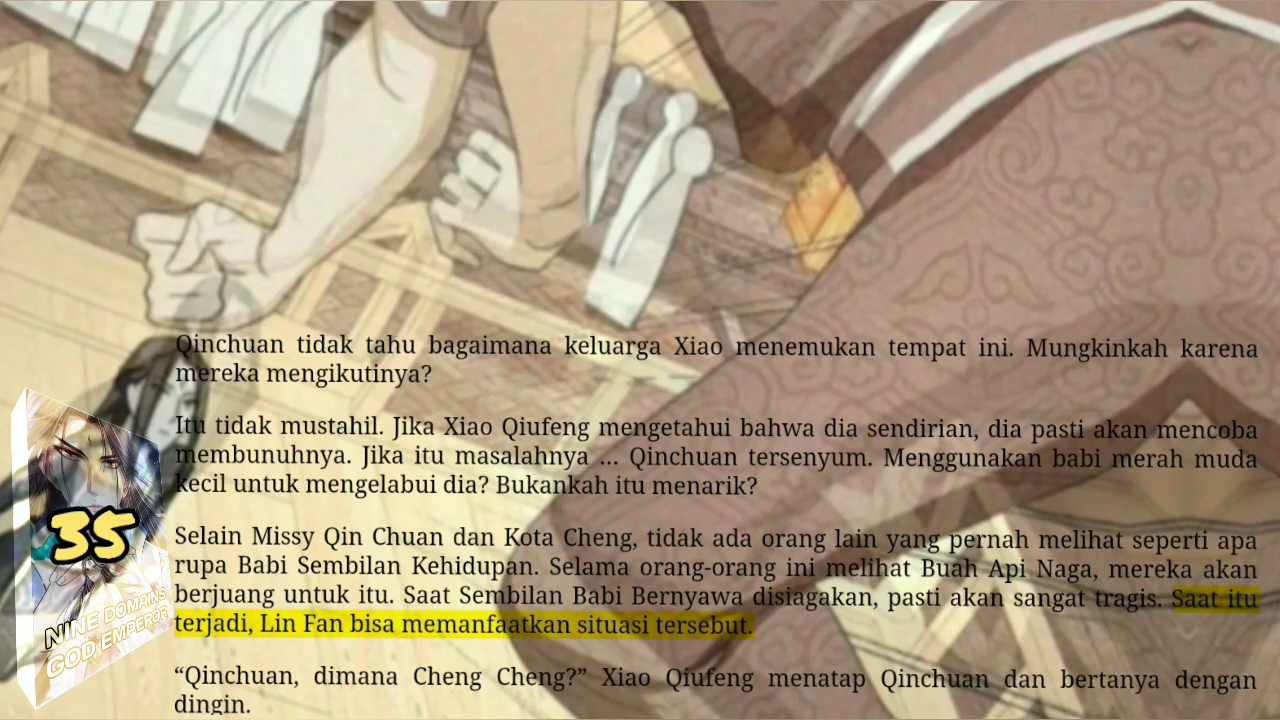 Qinchuan tidak tahu bagaimana keluarga Xiao menemukan tempat ini. Mungkinkah karena
mereka mengikutinya?
Itu tidak mustahil. Jika Xiao Qiufeng mengetahui bahwa dia sendirian, dia pasti akan mencoba
membunuhnya. Jika itu masalahnya ... Qinchuan tersenyum. Menggunakan babi merah muda
kecil untuk mengelabui dia? Bukankah itu menarik?
Selain Missy Qin Chuan dan Kota Cheng, tidak ada orang lain yang pernah melihat seperti apa
rupa Babi Sembilan Kehidupan. Selama orang-orang ini melihat Buah Api Naga, mereka akan
berjuang untuk itu. Saat Sembilan Babi Bernyawa disiagakan, pasti akan sangat tragis. Saat itu
terjadi, Lin Fan bisa memanfaatkan situasi tersebut.
“Qinchuan, dimana Cheng Cheng?” Xiao Qiufeng menatap Qinchuan dan bertanya dengan
dingin.
35
NINE DOMAINS
GOD EMPEROR